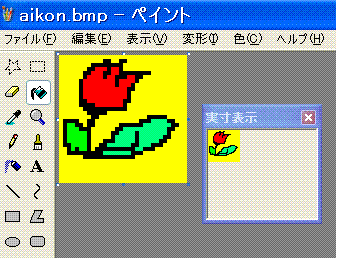 aikon.bmp - ペイント
ファイル(F) 編集(E) 表示(V) 変形(I) 色(C) ヘルプ(H)
実寸表示
A